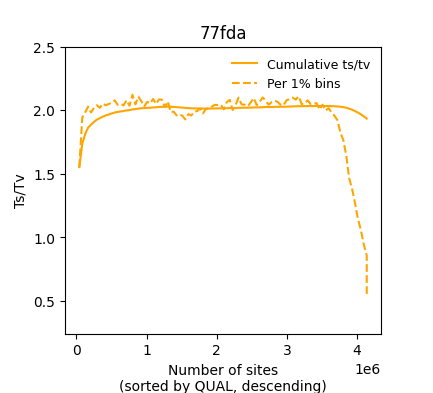 77fda
2.5
2.0
1.5
1.0
0.5
Ts/Tv
Cumulative ts/tv
Per 1% bins
0 1 2 3 4
1e6
Number of sites
(sorted by QUAL, descending)